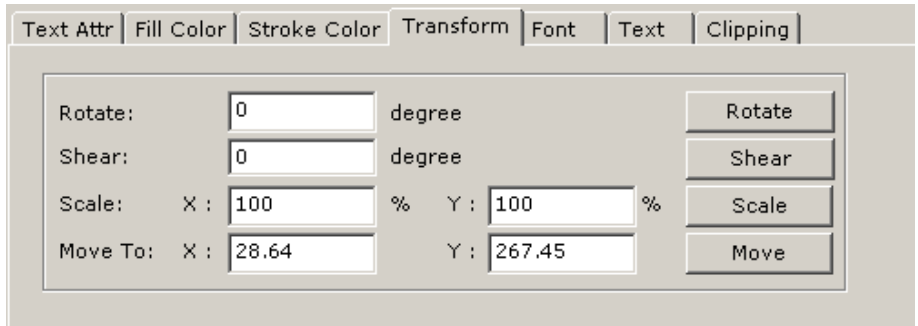 Text Attr Fill Color Stroke Color Transform Font Text Clipping
Rotate: 0 degree Rotate
Shear: 0 degree Shear
Scale: X : 100 % Y : 100 % Scale
Move To: X : 28.64 Y : 267.45 Move